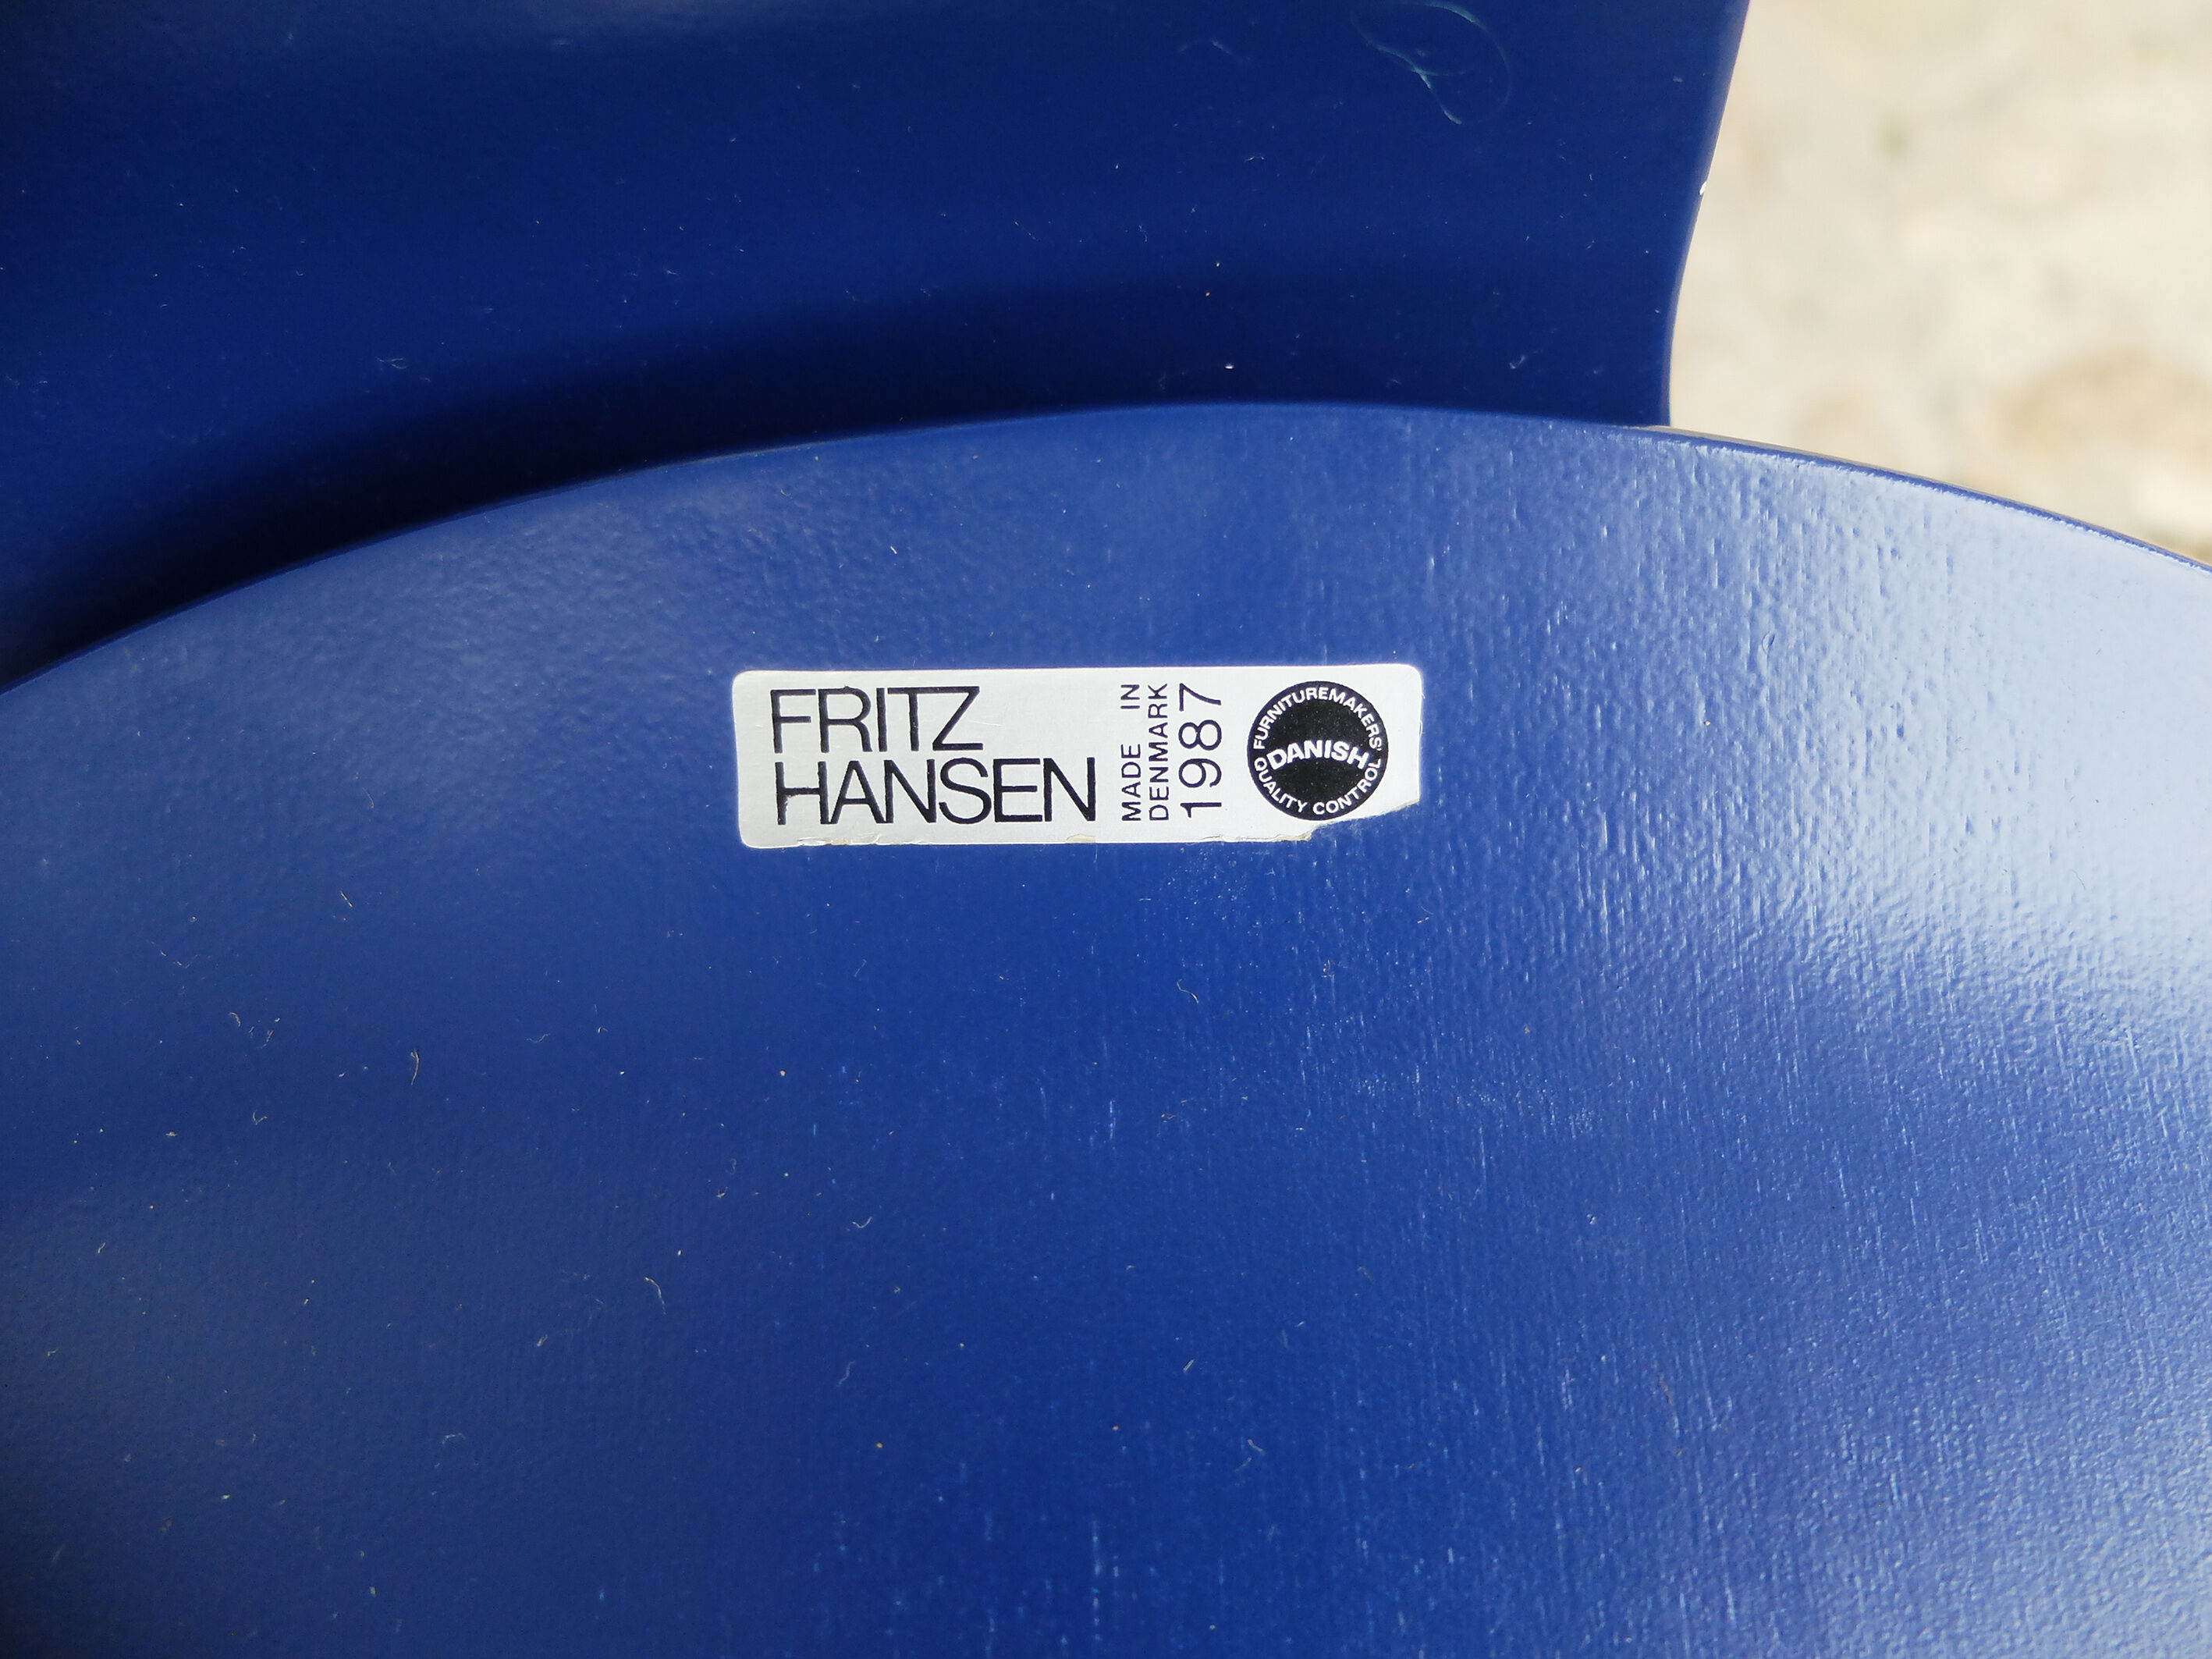 FRITZ
HANSEN
MADE IN
DENMARK
1987
FURNITUREMAKERS'
DANISH
QUALITY CONTROL